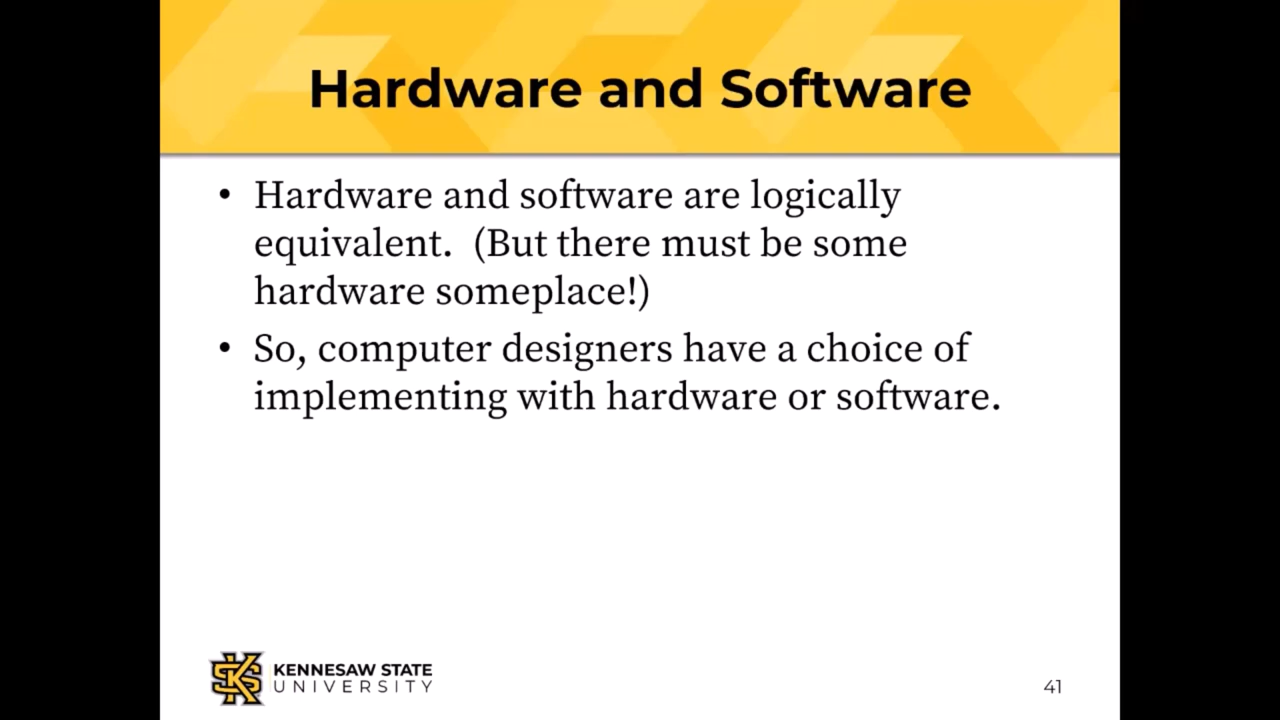 Hardware and Software
• Hardware and software are logically
equivalent.  (But there must be some
hardware someplace!)
• So, computer designers have a choice of
implementing with hardware or software.
KENNESAW STATE
UNIVERSITY
41